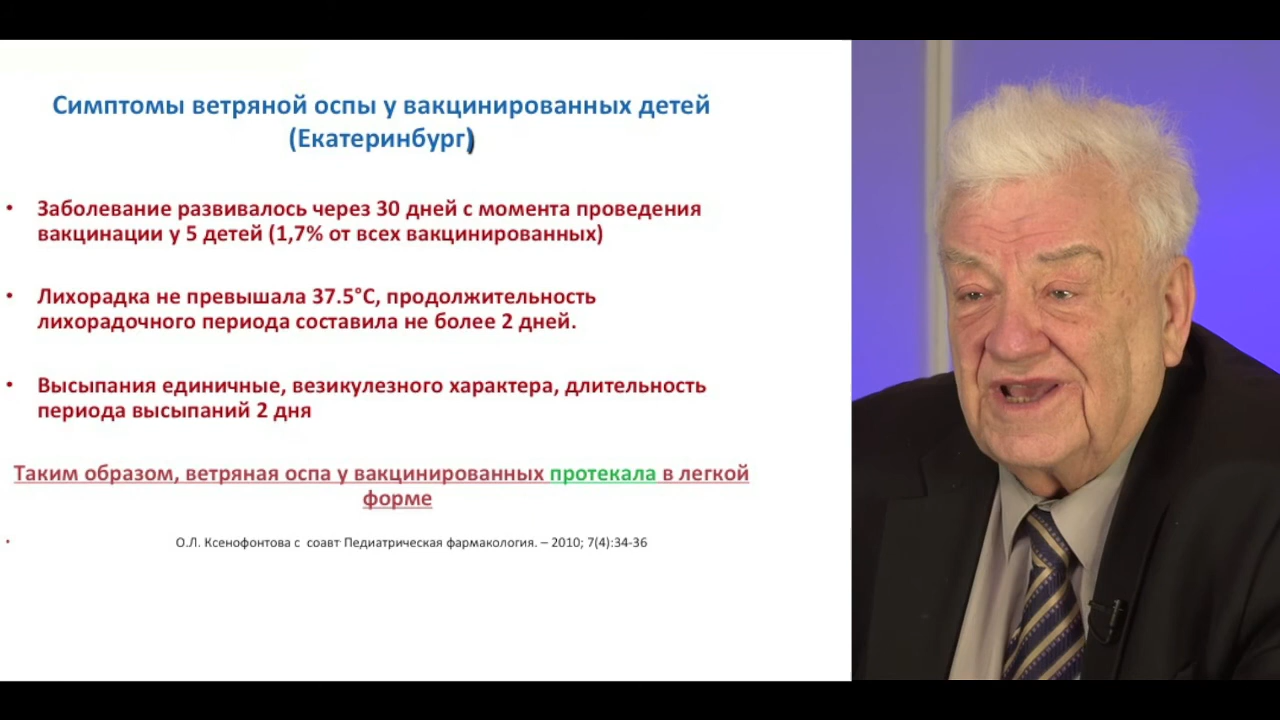 Симптомы ветряной оспы у вакцинированных детей
(Екатеринбург)
• Заболевание развивалось через 30 дней с момента проведения
вакцинации у 5 детей (1,7% от всех вакцинированных)
• Лихорадка не превышала 37.5°С, продолжительность
лихорадочного периода составила не более 2 дней.
• Высыпания единичные, везикулезного характера, длительность
периода высыпаний 2 дня
Таким образом, ветряная оспа у вакцинированных протекала в легкой
форме
• О.Л. Ксенофонтова с соавт. Педиатрическая фармакология. – 2010; 7(4):34-36